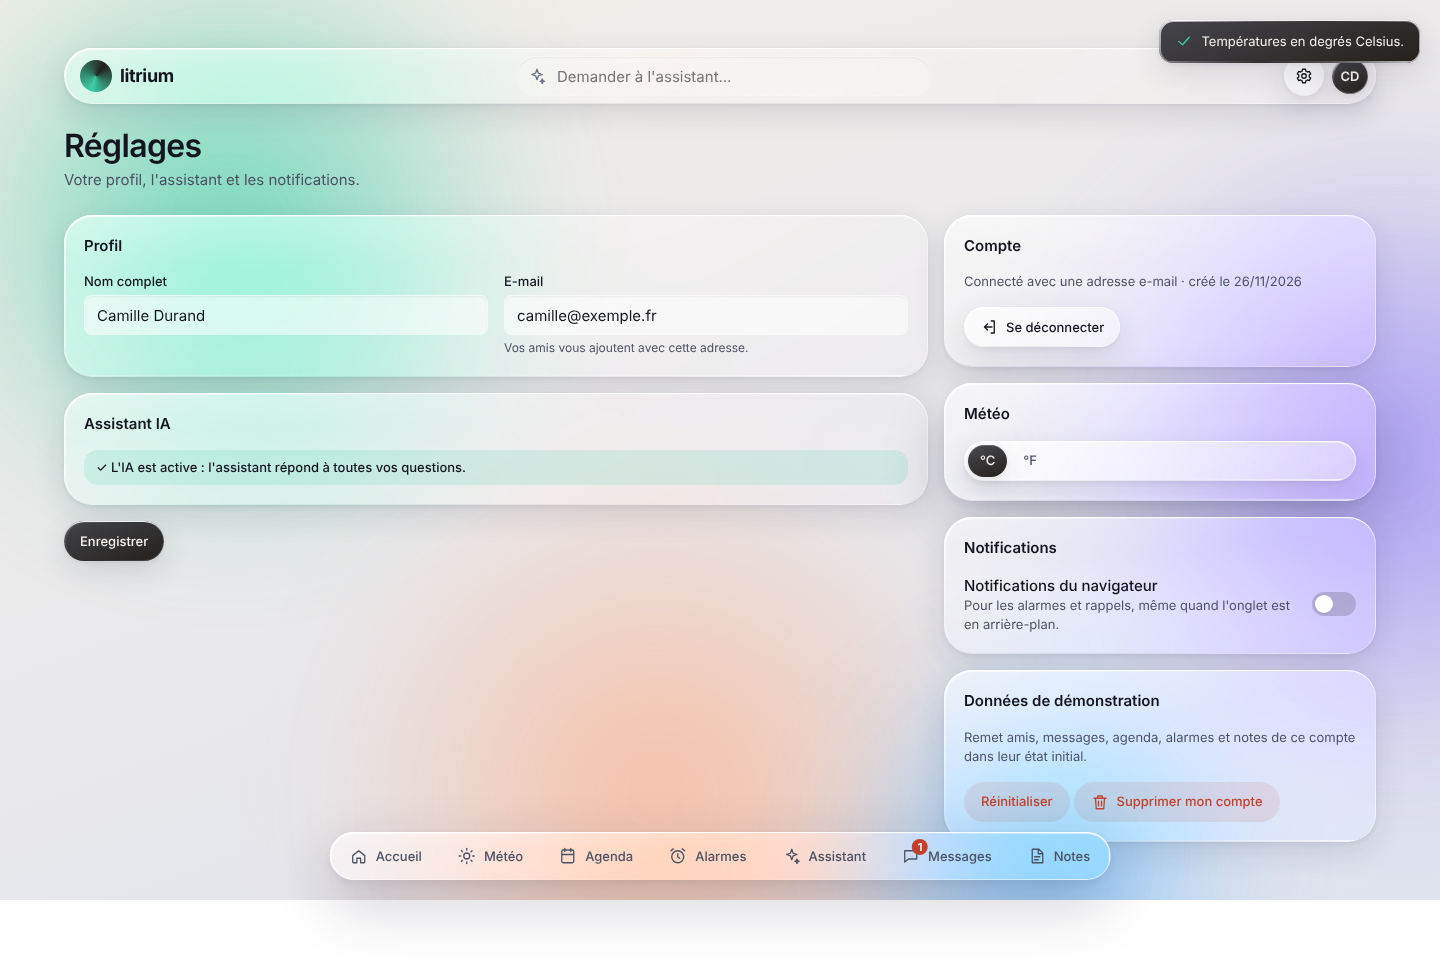 Températures en degrés Celsius.
litrium
Demander à l'assistant...
CD
Réglages
Votre profil, l'assistant et les notifications.
Profil
Nom complet
Camille Durand
E-mail
camille@exemple.fr
Vos amis vous ajoutent avec cette adresse.
Assistant IA
✓ L'IA est active : l'assistant répond à toutes vos questions.
Enregistrer
Compte
Connecté avec une adresse e-mail · créé le 26/11/2026
Se déconnecter
Météo
°C
°F
Notifications
Notifications du navigateur
Pour les alarmes et rappels, même quand l'onglet est
en arrière-plan.
Données de démonstration
Remet amis, messages, agenda, alarmes et notes de ce compte
dans leur état initial.
Réinitialiser
Supprimer mon compte
Accueil
Météo
Agenda
Alarmes
Assistant
1
Messages
Notes